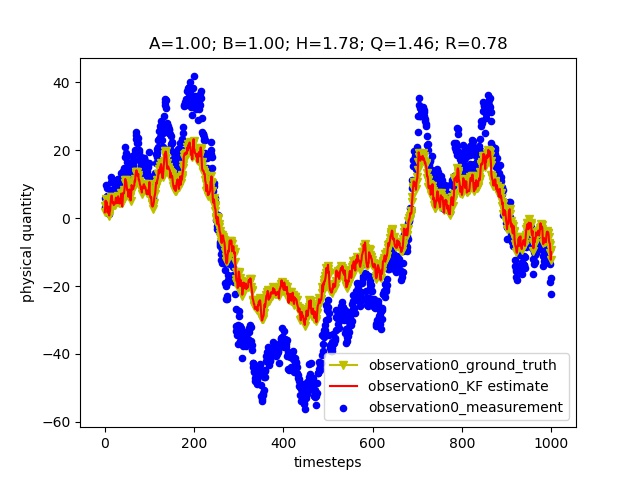 A=1.00; B=1.00; H=1.78; Q=1.46; R=0.78
40
20
0
−20
−40
−60
physical quantity
observation0_ground_truth
observation0_KF estimate
observation0_measurement
0 200 400 600 800 1000
timesteps